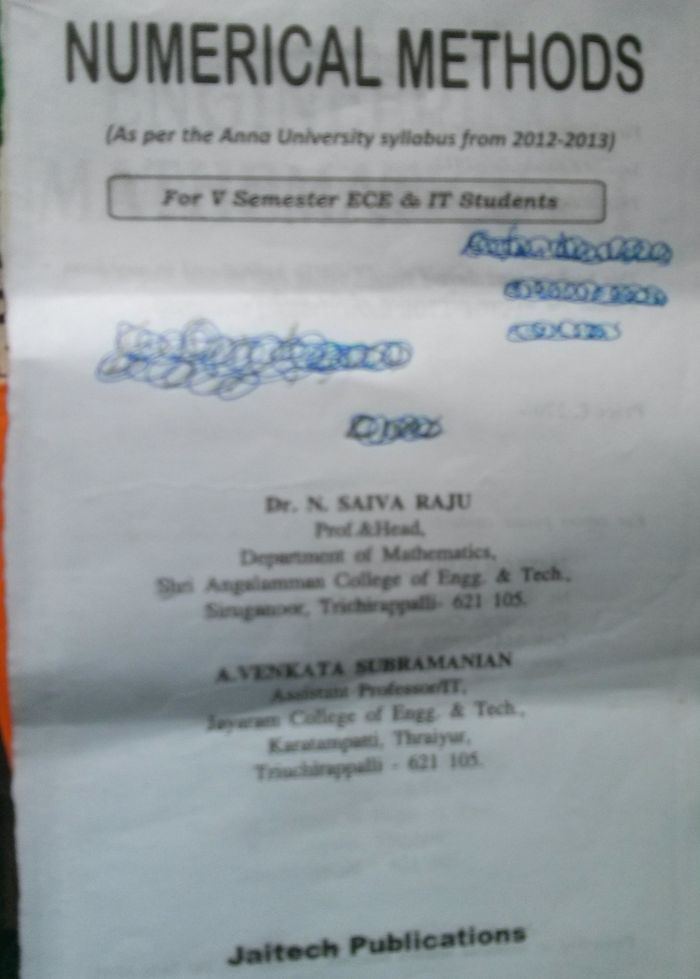 NUMERICAL METHODS
(As per the Anna University syllabus from 2012-2013)
For V Semester ECE & IT Students
Dr. N. SAIVA RAJU
Prof.&Head,
Department of Mathematics,
Shri Angalamman College of Engg. & Tech.,
Siruganoor, Trichirappalli- 621 105.
A.VENKATA SUBRAMANIAN
Assistant Professor/IT,
Jayaram College of Engg. & Tech.,
Karatampatti, Thraiyur,
Tiruchirappalli - 621 105.
Jaitech Publications